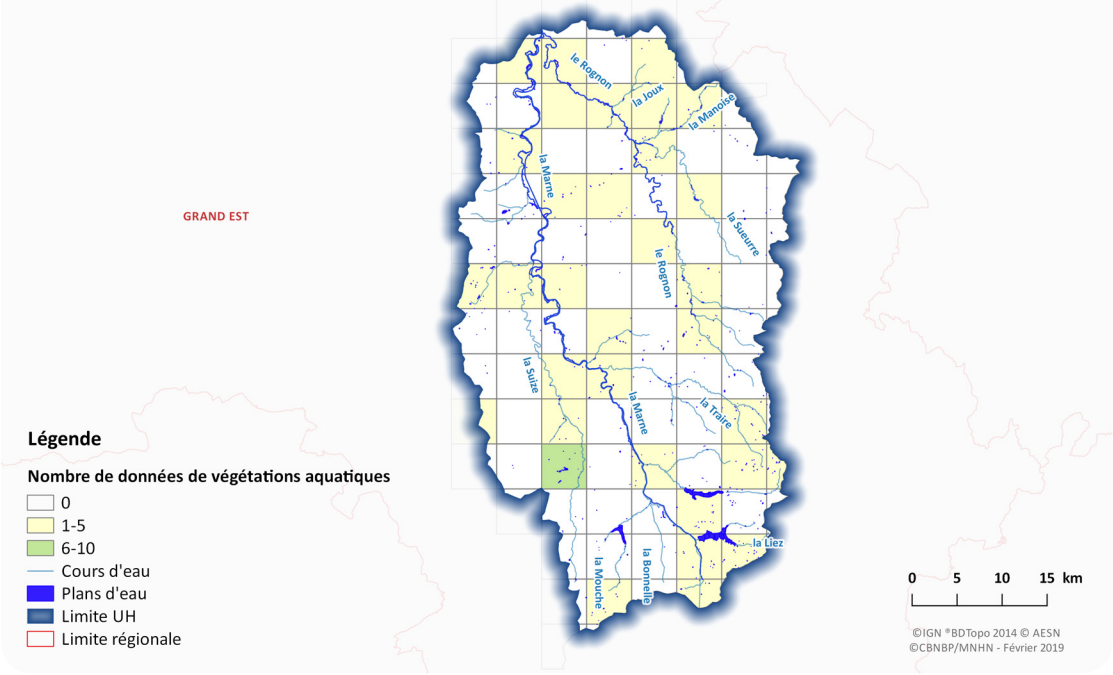 le Rognon
la Joux
la Manoise
la Marne
GRAND EST
la Sueurre
le Rognon
la Suize
la Marne
la Traire
la Liez
la Mouche
la Bonnelle
Légende
Nombre de données de végétations aquatiques
0
1-5
6-10
Cours d'eau
Plans d'eau
Limite UH
Limite régionale
0 5 10 15 km
©IGN ®BDTopo 2014 © AESN
©CBNBP/MNHN - Février 2019